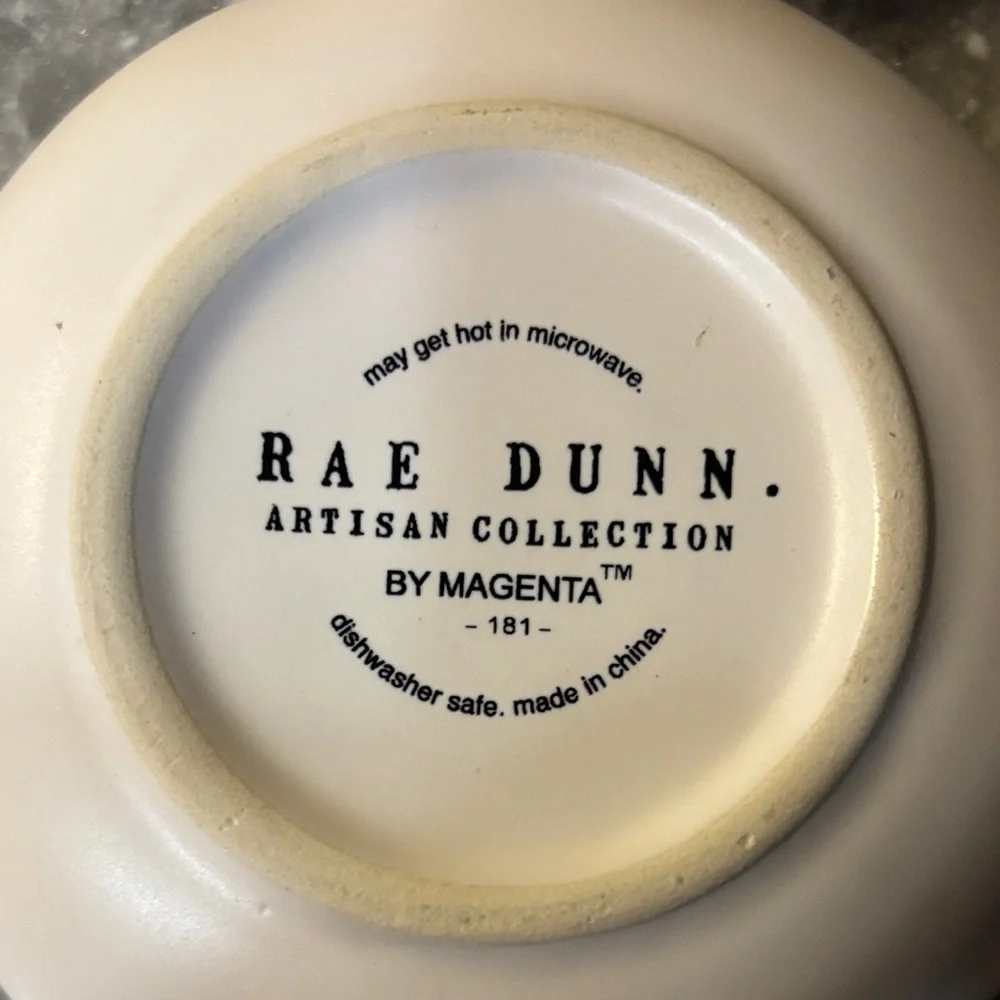 may get hot in microwave.
RAE DUNN.
ARTISAN COLLECTION
BY MAGENTA™
- 181 -
dishwasher safe. made in china.